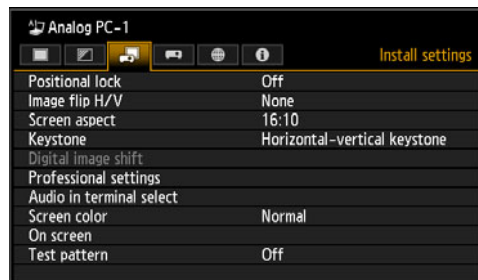 Analog PC-1
Install settings
Positional lock Off
Image flip H/V None
Screen aspect 16:10
Keystone Horizontal-vertical keystone
Digital image shift
Professional settings
Audio in terminal select
Screen color Normal
On screen
Test pattern Off